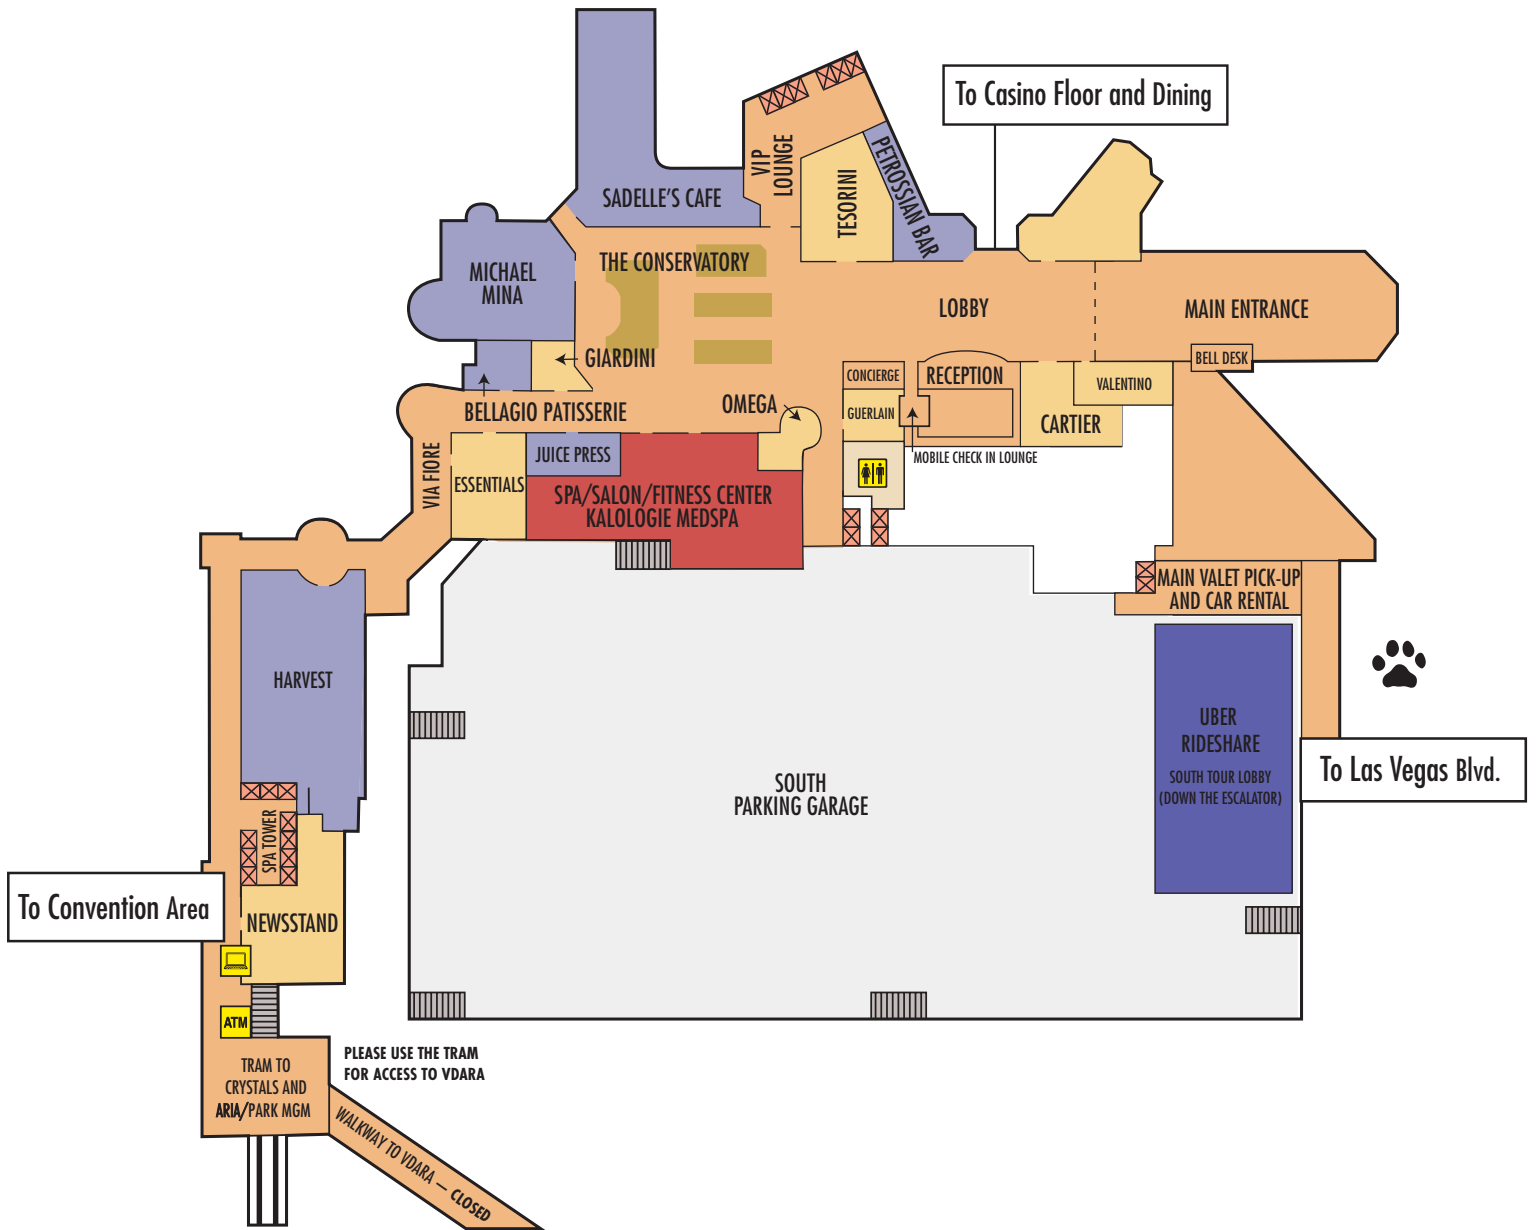 To Casino Floor and Dining
VIP
LOUNGE
TESORINI
PETROSSIAN BAR
SADELLE'S CAFE
THE CONSERVATORY
MICHAEL
MINA
LOBBY
MAIN ENTRANCE
GIARDINI
BELL DESK
CONCIERGE
RECEPTION
VALENTINO
BELLAGIO PATISSERIE
OMEGA
GUERLAIN
CARTIER
MOBILE CHECK IN LOUNGE
VIA FIORE
ESSENTIALS
JUICE PRESS
SPA/SALON/FITNESS CENTER
KALOLOGIE MEDSPA
MAIN VALET PICK-UP
AND CAR RENTAL
HARVEST
UBER
RIDESHARE
SOUTH TOUR LOBBY
(DOWN THE ESCALATOR)
To Las Vegas Blvd.
SOUTH
PARKING GARAGE
SPA TOWER
To Convention Area
NEWSSTAND
ATM
PLEASE USE THE TRAM
FOR ACCESS TO VDARA
TRAM TO
CRYSTALS AND
ARIA/PARK MGM
WALKWAY TO VDARA — CLOSED